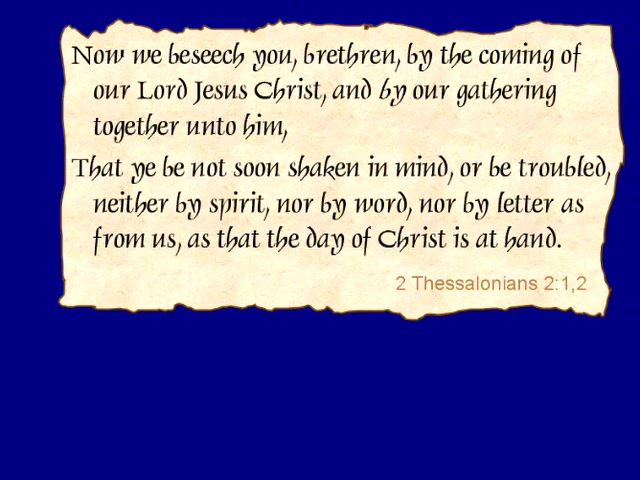 Now we beseech you, brethren, by the coming of
our Lord Jesus Christ, and by our gathering
together unto him,
That ye be not soon shaken in mind, or be troubled,
neither by spirit, nor by word, nor by letter as
from us, as that the day of Christ is at hand.
2 Thessalonians 2:1,2